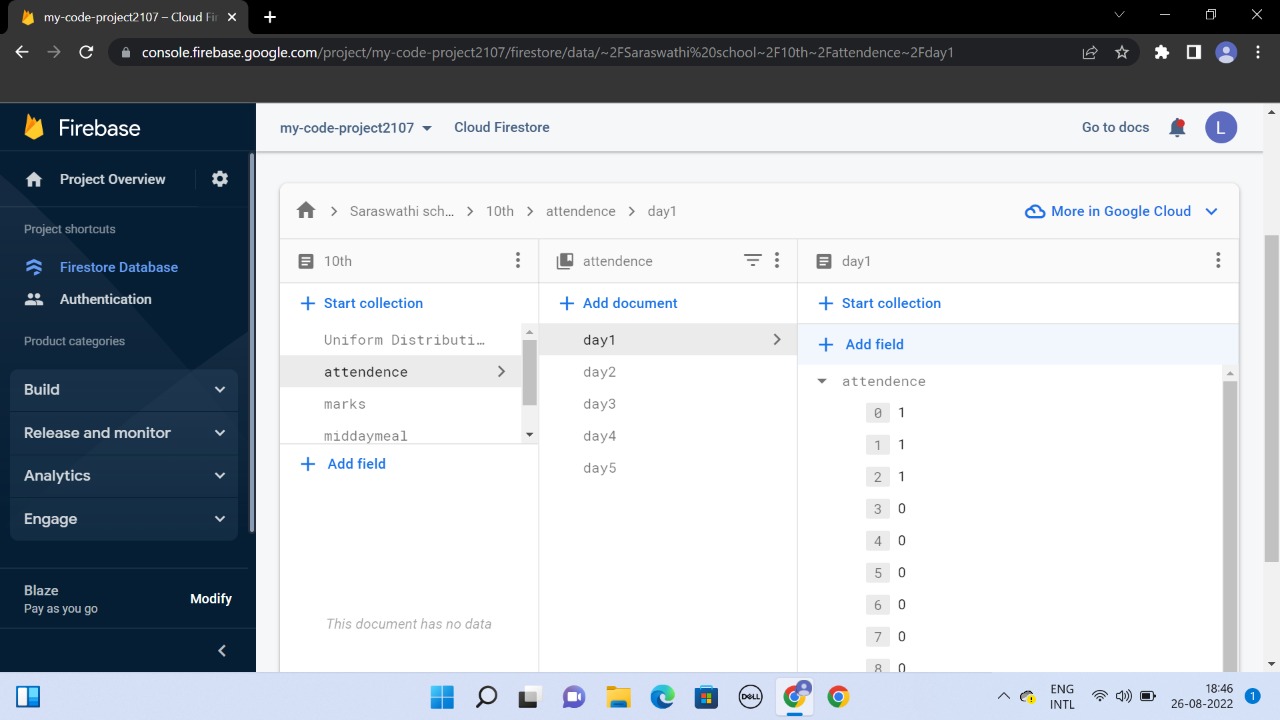 my-code-project2107 – Cloud Fir
console.firebase.google.com/project/my-code-project2107/firestore/data/~2FSaraswathi%20school~2F10th~2Fattendence~2Fday1
Firebase
my-code-project2107
Cloud Firestore
Go to docs
L
Project Overview
Project shortcuts
Firestore Database
Authentication
Product categories
Build
Release and monitor
Analytics
Engage
Blaze
Pay as you go
Modify
Saraswathi sch...
10th
attendence
day1
More in Google Cloud
10th
Start collection
Uniform Distributi…
attendence
marks
middaymeal
Add field
This document has no data
attendence
Add document
day1
day2
day3
day4
day5
day1
Start collection
Add field
attendence
0 1
1 1
2 1
3 0
4 0
5 0
6 0
7 0
8 0
DELL
ENG
INTL
18:46
26-08-2022
1